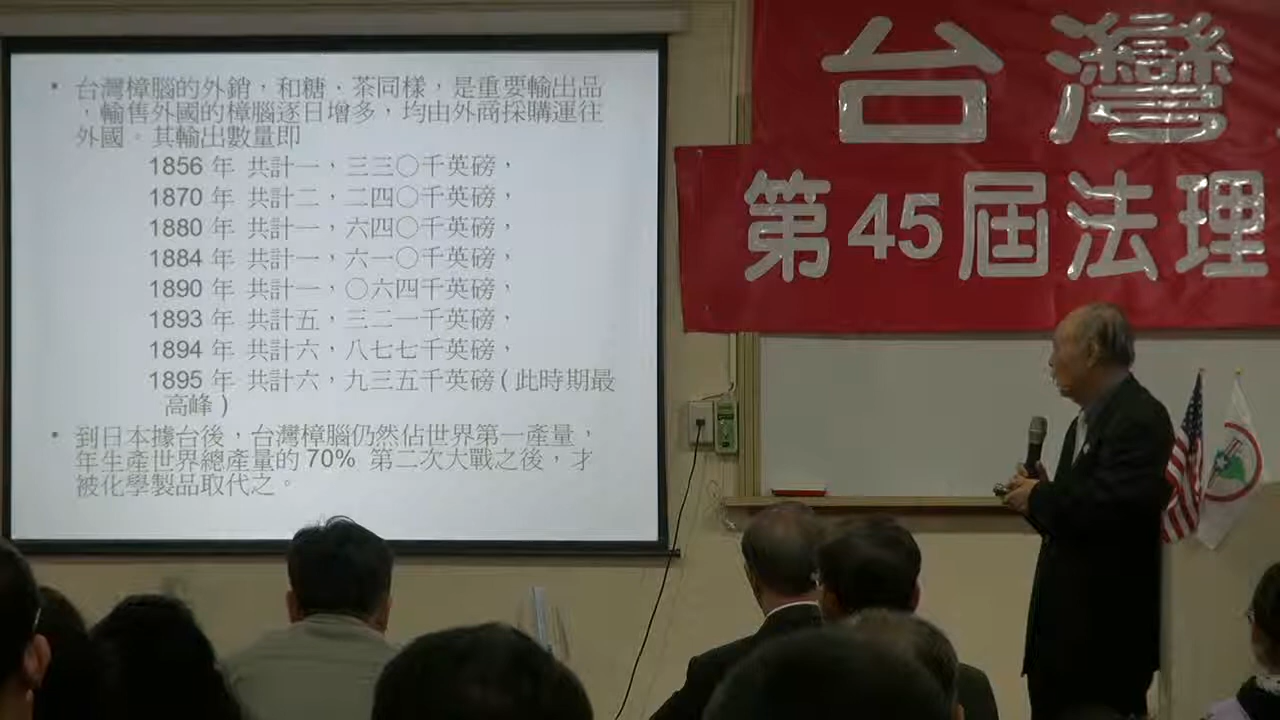 • 台灣樟腦的外銷，和糖．茶同樣，是重要輸出品
，輸售外國的樟腦逐日增多，均由外商採購運往
外國。其輸出數量即
1856 年 共計一，三三○千英磅，
1870 年 共計二，二四○千英磅，
1880 年 共計一，六四○千英磅，
1884 年 共計一，六一○千英磅，
1890 年 共計一，○六四千英磅，
1893 年 共計五，三二一千英磅，
1894 年 共計六，八七七千英磅，
1895 年 共計六，九三五千英磅 ( 此時期最
高峰 )
• 到日本據台後，台灣樟腦仍然佔世界第一產量，
年生產世界總產量的 70% 第二次大戰之後，才
被化學製品取代之。
台灣
第45屆法理